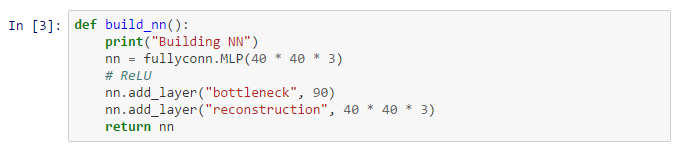 In [3]: def build_nn():
    print("Building NN")
    nn = fullyconn.MLP(40 * 40 * 3)
    # ReLU
    nn.add_layer("bottleneck", 90)
    nn.add_layer("reconstruction", 40 * 40 * 3)
    return nn